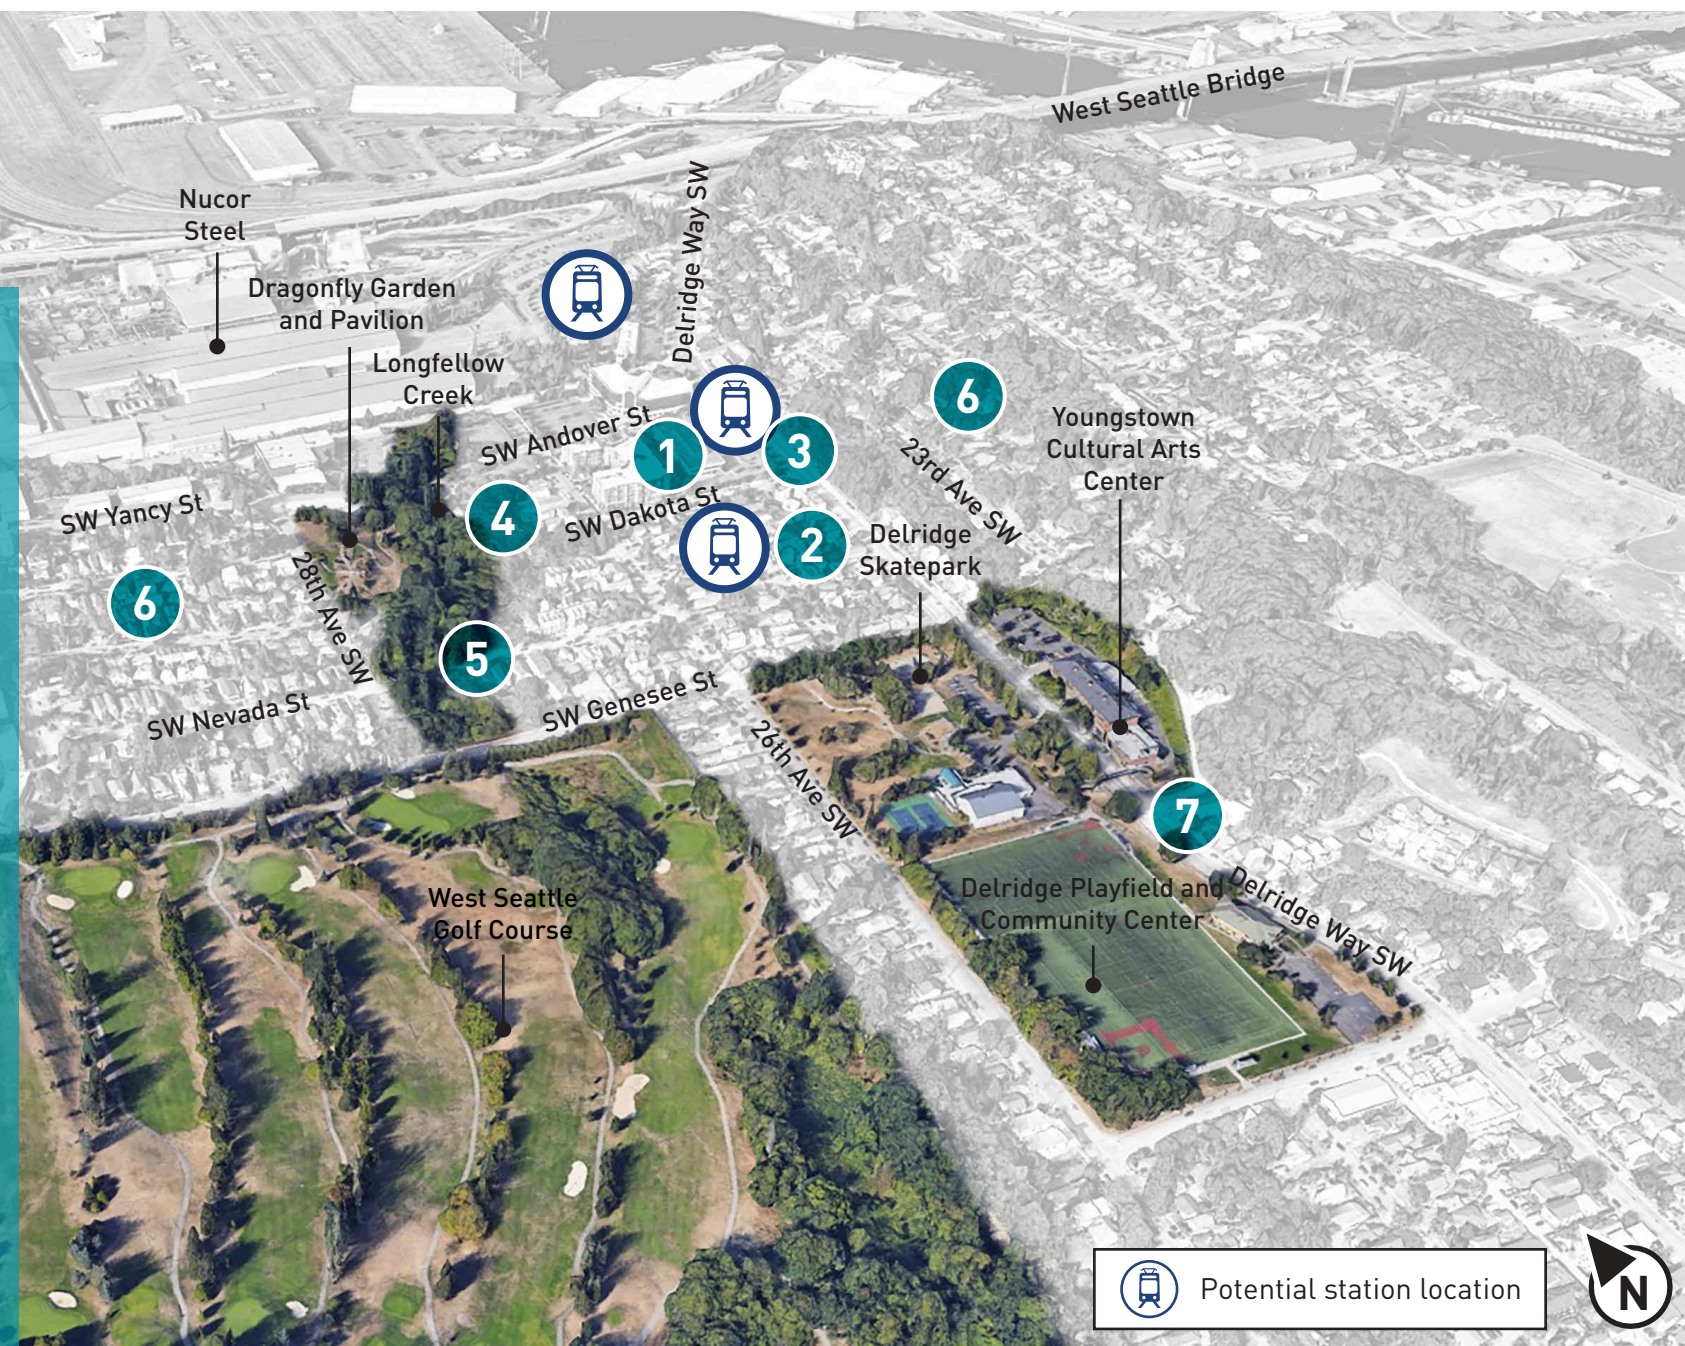 West Seattle Bridge
Nucor
Steel
Delridge Way SW
Dragonfly Garden
and Pavilion
Longfellow
Creek
SW Andover St
1
3
6
Youngstown
Cultural Arts
Center
23rd Ave SW
SW Yancy St
4
SW Dakota St
2
Delridge
Skatepark
28th Ave SW
6
5
SW Nevada St
SW Genesee St
26th Ave SW
7
West Seattle
Golf Course
Delridge Playfield and
Community Center
Delridge Way SW
Potential station location
N